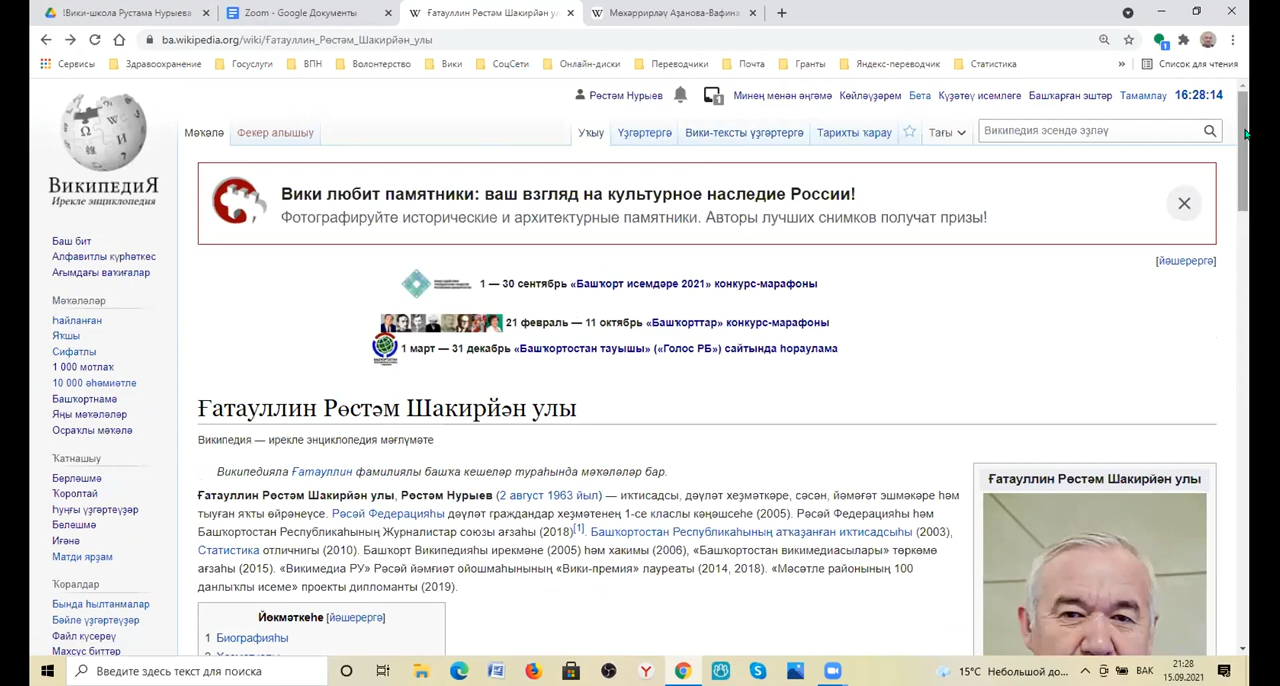 !Вики-школа Рустама Нурыева
Zoom - Google Документы
Ғатауллин Рөстәм Шакирйән ул
Мөхәррирләү Аҙанова-Вафина
ba.wikipedia.org/wiki/Ғатауллин_Рөстәм_Шакирйән_улы
Сервисы Здравоохранение Госуслуги ВПН Волонтерство Вики СоцСети Онлайн-диски Переводчики Почта Гранты Яндекс-переводчик Статистика » Список для чтения
Рөстәм Нурыев 1 Минең менән әңгәмә Көйләүҙәрем Бета Күҙәтеү исемлеге Башҡарған эштәр Тамамлау 16:28:14
Мәҡәлә Фекер алышыу Уҡыу Үҙгәртергә Вики-тексты үҙгәртергә Тарихты ҡарау Тағы Википедия эсендә эҙләү
ВикипедиЯ
Ирекле энциклопедия
Вики любит памятники: ваш взгляд на культурное наследие России!
Фотографируйте исторические и архитектурные памятники. Авторы лучших снимков получат призы!
[йәшерергә]
1 — 30 сентябрь «Башҡорт исемдәре 2021» конкурс-марафоны
21 февраль — 11 октябрь «Башҡорттар» конкурс-марафоны
1 март — 31 декабрь «Башҡортостан тауышы» («Голос РБ») сайтында һораулама
Баш бит
Алфавитлы күрһәткес
Ағымдағы ваҡиғалар
Мәҡәләләр
Һайланған
Яҡшы
Сифатлы
1 000 мотлаҡ
10 000 әһәмиәтле
Башҡортнамә
Яңы мәҡәләләр
Осраҡлы мәҡәлә
Ҡатнашыу
Берләшмә
Ҡоролтай
Һуңғы үҙгәртеүҙәр
Белешмә
Иғәнә
Матди ярҙам
Ҡоралдар
Бында һылтанмалар
Бәйле үҙгәртеүҙәр
Файл күсереү
Махсус биттәр
Ғатауллин Рөстәм Шакирйән улы
Википедия — ирекле энциклопедия мәғлүмәте
Википедияла Ғатауллин фамилиялы башҡа кешеләр тураһында мәҡәләләр бар.
Ғатауллин Рөстәм Шакирйән улы, Рөстәм Нурыев (2 август 1963 йыл) — иҡтисадсы, дәүләт хеҙмәткәре, сәсән, йәмәғәт эшмәкәре һәм
тыуған яҡты өйрәнеүсе. Рәсәй Федерацияһы дәүләт граждандар хеҙмәтенең 1-се класлы кәңәшсеһе (2005). Рәсәй Федерацияһы һәм
Башҡортостан Республикаһының Журналистар союзы ағзаһы (2018)[1]. Башҡортостан Республикаһының атҡаҙанған иҡтисадсыһы (2003),
Статистика отличнигы (2010). Башҡорт Википедияһы ирекмәне (2005) һәм хакимы (2006), «Башҡортостан викимедиасылары» төркөмө
ағзаһы (2015). «Викимедиа РУ» Рәсәй йәмғиәт ойошмаһынының «Вики-премия» лауреаты (2014, 2018). «Мәсәтле районының 100
данлыҡлы исеме» проекты дипломанты (2019).
Йөкмәткеһе [йәшерергә]
1 Биографияһы
Ғатауллин Рөстәм Шакирйән улы
Введите здесь текст для поиска
15°C Небольшой до...
ВАК
21:28
15.09.2021